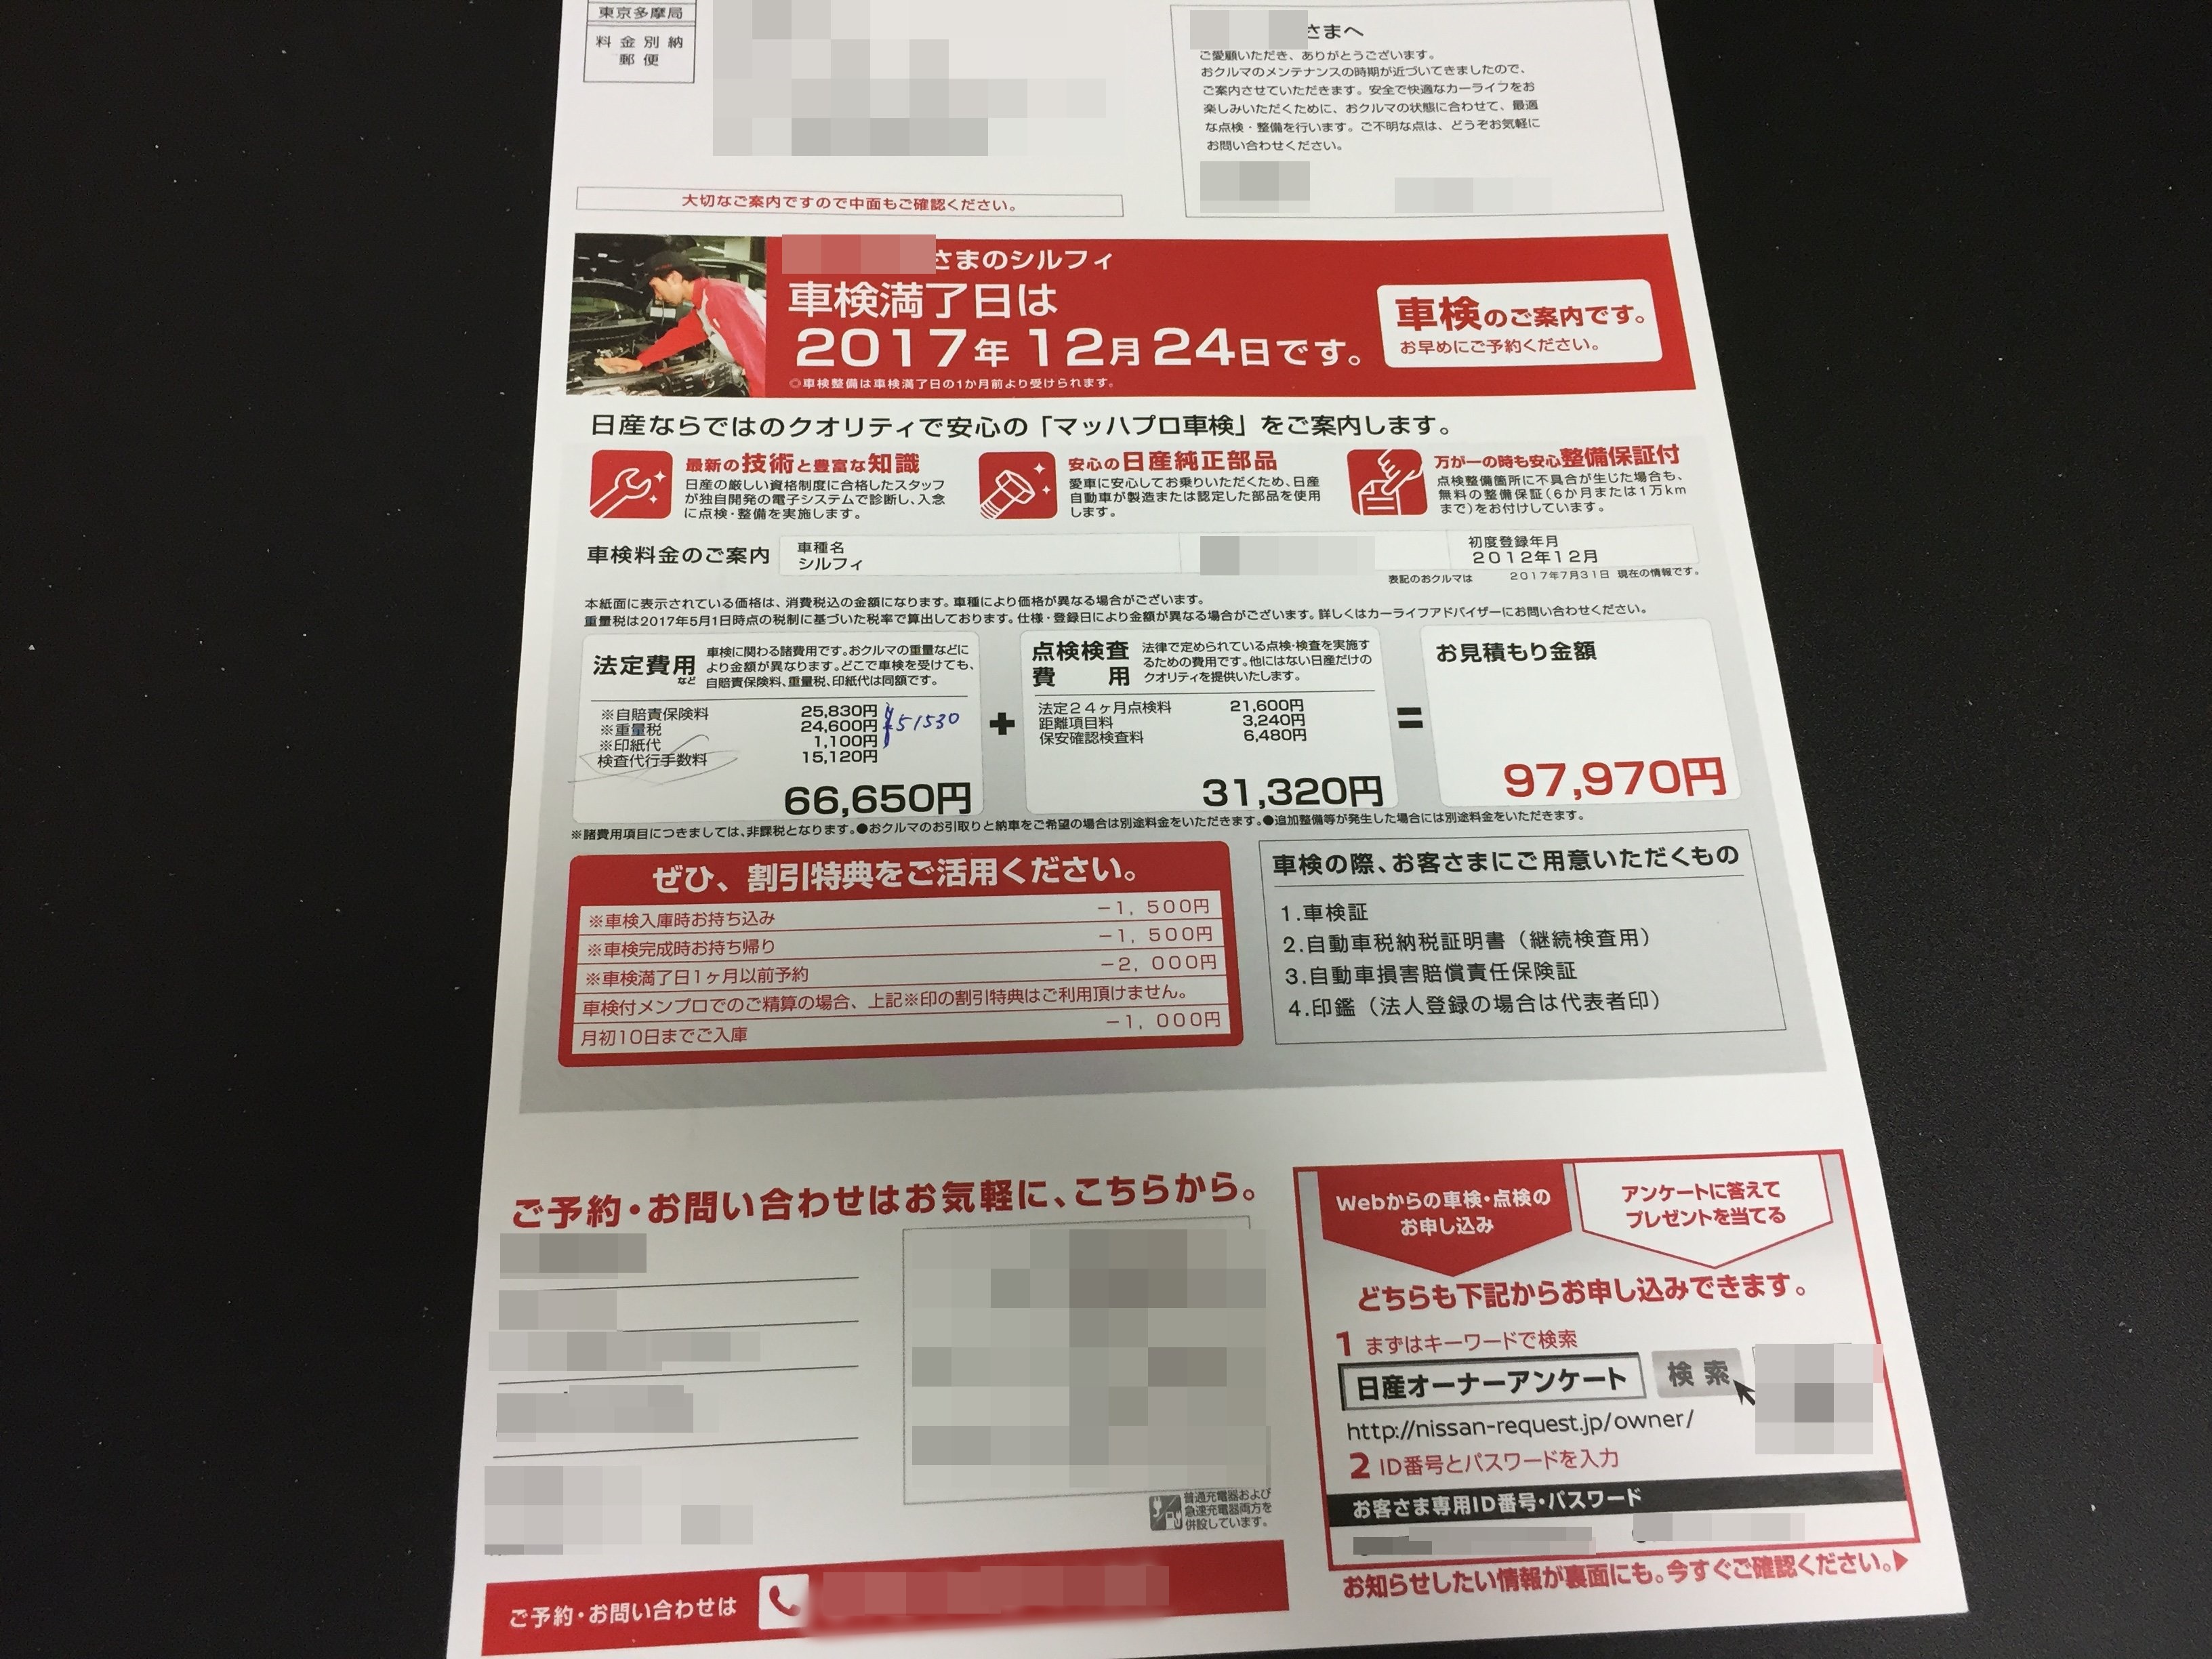 東京多摩局
料金別納
郵便
さまへ
ご愛顧いただき、ありがとうございます。
おクルマのメンテナンスの時期が近づいてきましたので、
ご案内させていただきます。安全で快適なカーライフをお
楽しみいただくために、おクルマの状態に合わせて、最適
な点検・整備を行います。ご不明な点は、どうぞお気軽に
お問い合わせください。
大切なご案内ですので中面もご確認ください。
さまのシルフィ
車検満了日は
2017年12月24日です。
◎車検整備は車検満了日の1か月前より受けられます。
車検のご案内です。
お早めにご予約ください。
日産ならではのクオリティで安心の「マッハプロ車検」をご案内します。
最新の技術と豊富な知識
日産の厳しい資格制度に合格したスタッフ
が独自開発の電子システムで診断し、入念
に点検・整備を実施します。
安心の日産純正部品
愛車に安心してお乗りいただくため、日産
自動車が製造または認定した部品を使用
します。
万が一の時も安心整備保証付
点検整備箇所に不具合が生じた場合も、
無料の整備保証(6か月または1万km
まで)をお付けしています。
車検料金のご案内
車種名
シルフィ
初度登録年月
2012年12月
表記のおクルマは 2017年7月31日 現在の情報です。
本紙面に表示されている価格は、消費税込の金額になります。車種により価格が異なる場合がございます。
重量税は2017年5月1日時点の税制に基づいた税率で算出しております。仕様・登録日により金額が異なる場合がございます。詳しくはカーライフアドバイザーにお問い合わせください。
法定費用など
車検に関わる諸費用です。おクルマの重量などに
より金額が異なります。どこで車検を受けても、
自賠責保険料、重量税、印紙代は同額です。
※自賠責保険料 25,830円
※重量税 24,600円
※印紙代 1,100円
検査代行手数料 15,120円
¥51530
66,650円
+
点検検査
費用
法律で定められている点検・検査を実施す
るための費用です。他にはない日産だけの
クオリティを提供いたします。
法定24ヶ月点検料 21,600円
距離項目料 3,240円
保安確認検査料 6,480円
31,320円
=
お見積もり金額
97,970円
※諸費用項目につきましては、非課税となります。●おクルマのお引取りと納車をご希望の場合は別途料金をいただきます。●追加整備等が発生した場合には別途料金をいただきます。
ぜひ、割引特典をご活用ください。
※車検入庫時お持ち込み －1，500円
※車検完成時お持ち帰り －1，500円
※車検満了日1ヶ月以前予約 －2，000円
車検付メンプロでのご精算の場合、上記※印の割引特典はご利用頂けません。
月初10日までご入庫 －1，000円
車検の際、お客さまにご用意いただくもの
1.車検証
2.自動車税納税証明書（継続検査用）
3.自動車損害賠償責任保険証
4.印鑑（法人登録の場合は代表者印）
ご予約・お問い合わせはお気軽に、こちらから。
普通充電器および
急速充電器両方を
併設しています。
ご予約・お問い合わせは
Webからの車検・点検の
お申し込み
アンケートに答えて
プレゼントを当てる
どちらも下記からお申し込みできます。
1 まずはキーワードで検索
日産オーナーアンケート 検索
http://nissan-request.jp/owner/
2 ID番号とパスワードを入力
お客さま専用ID番号・パスワード
お知らせしたい情報が裏面にも。今すぐご確認ください。▶